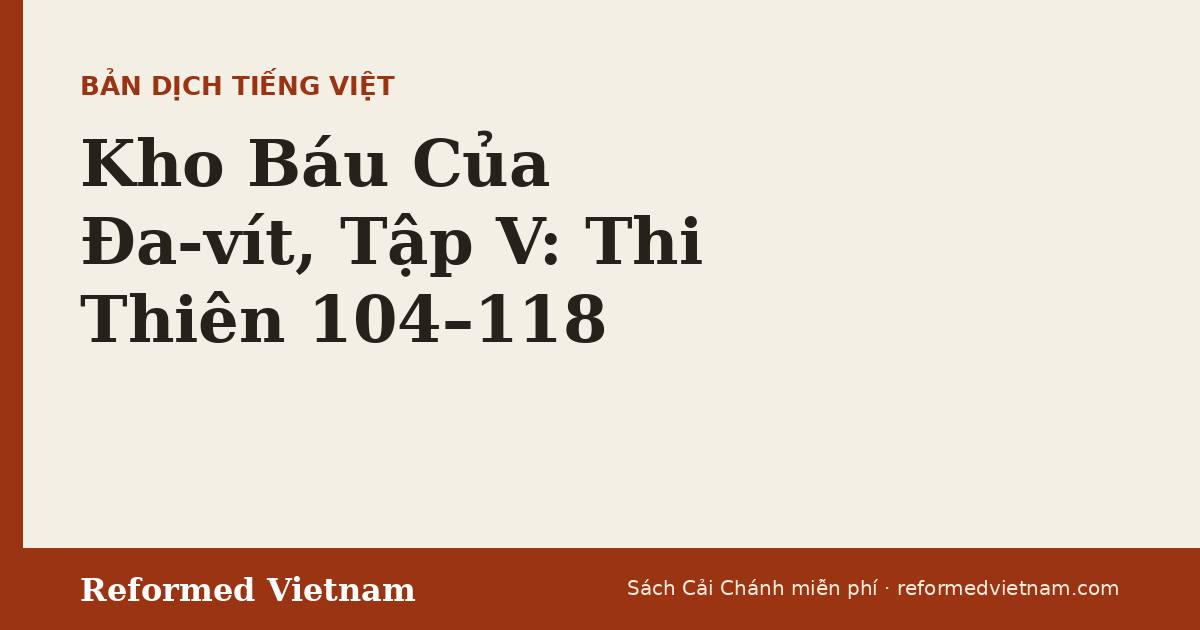 BẢN DỊCH TIẾNG VIỆT
Kho Báu Của
Đa-vít, Tập V: Thi
Thiên 104–118
Reformed Vietnam
Sách Cải Chánh miễn phí · reformedvietnam.com